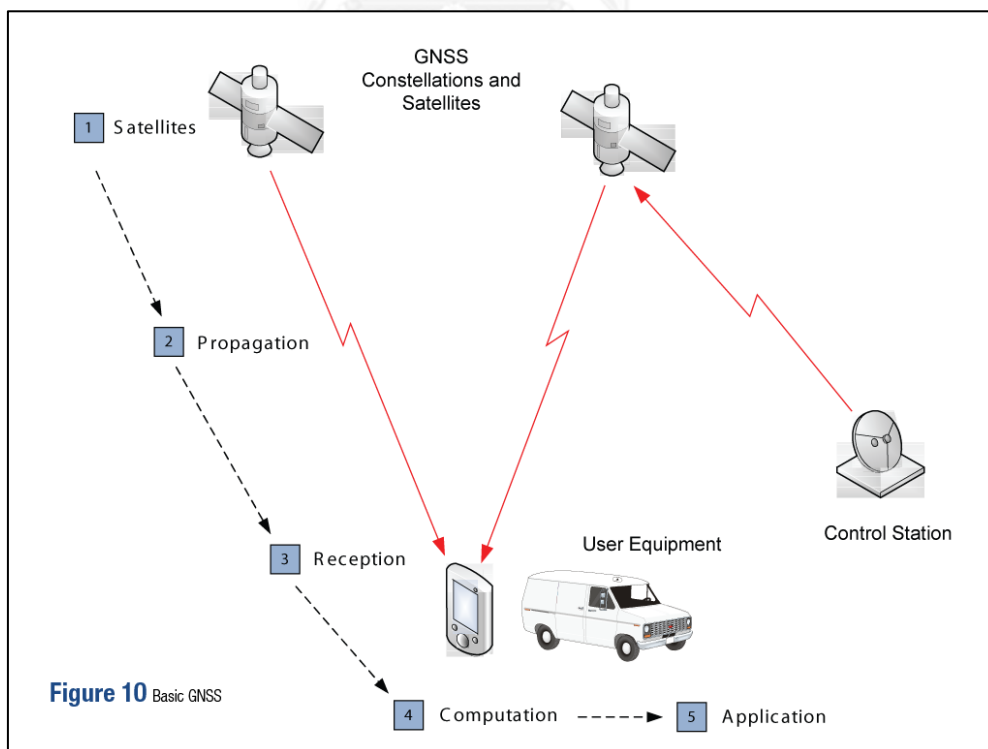 GNSS
Constellations and
Satellites
1 Satellites
2 Propagation
3 Reception
User Equipment
Control Station
Figure 10 Basic GNSS
4 Computation
5 Application